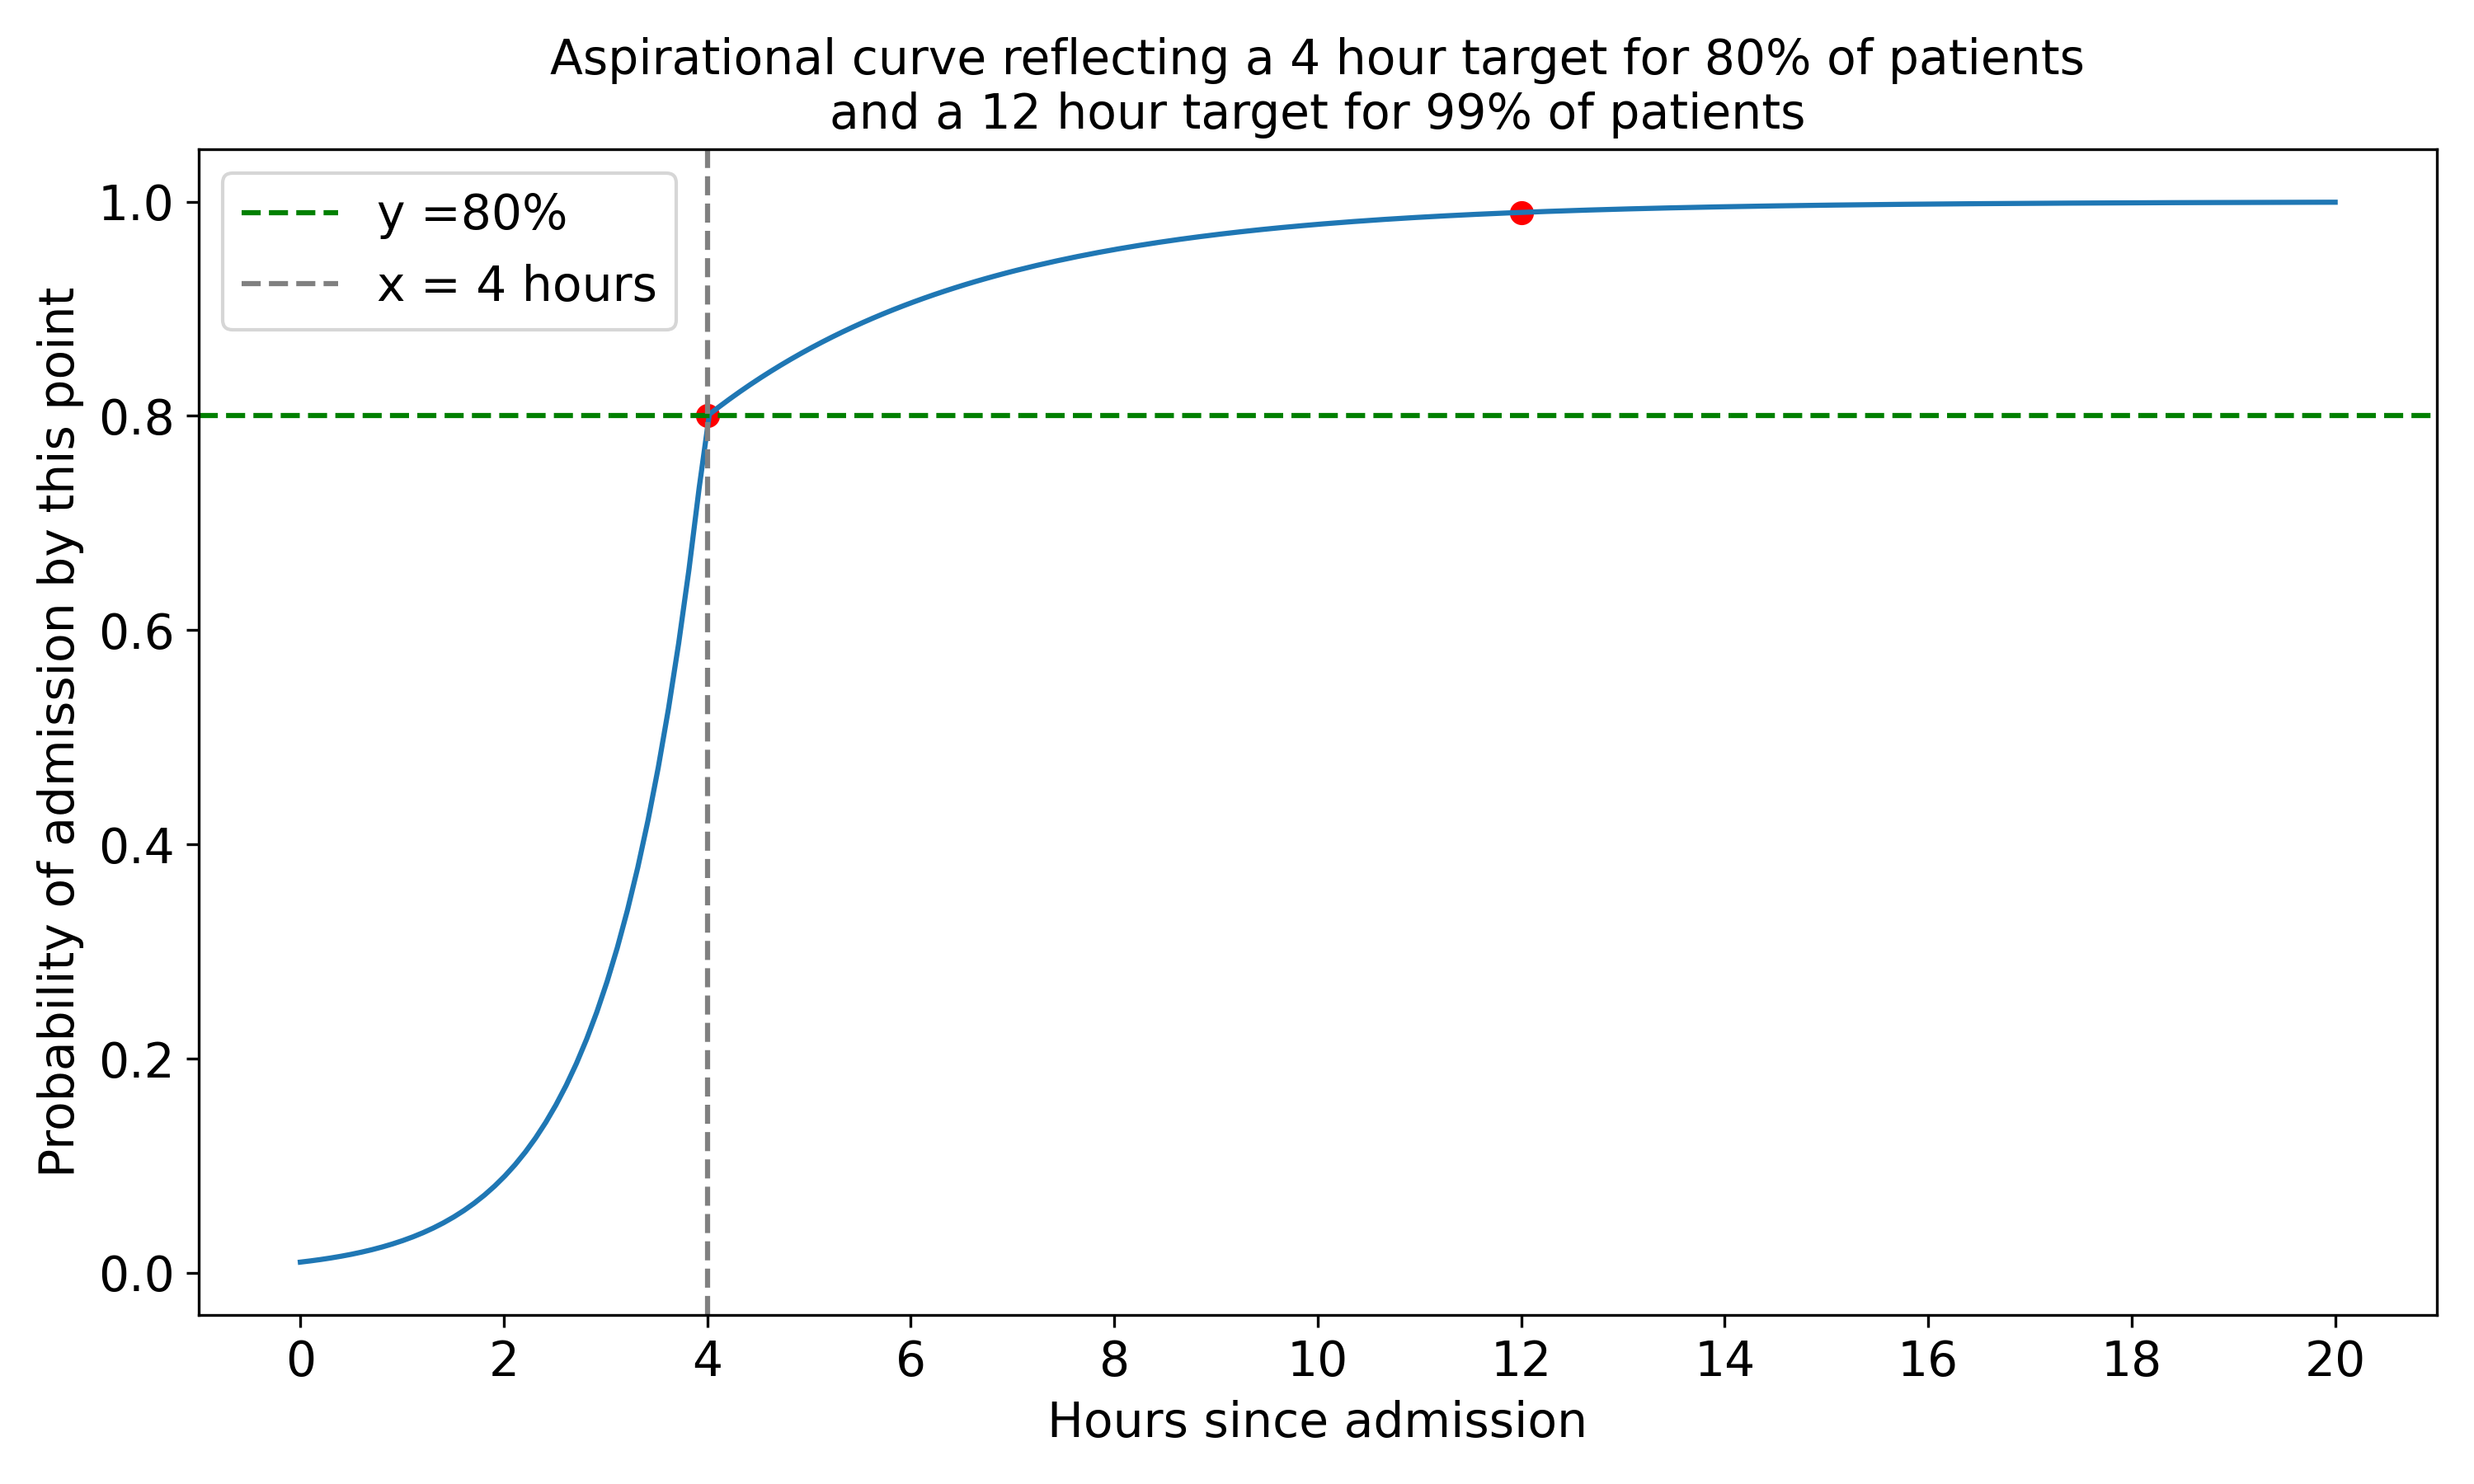 Aspirational curve reflecting a 4 hour target for 80% of patients
and a 12 hour target for 99% of patients
y =80%
x = 4 hours
Probability of admission by this point
1.0
0.8
0.6
0.4
0.2
0.0
0 2 4 6 8 10 12 14 16 18 20
Hours since admission